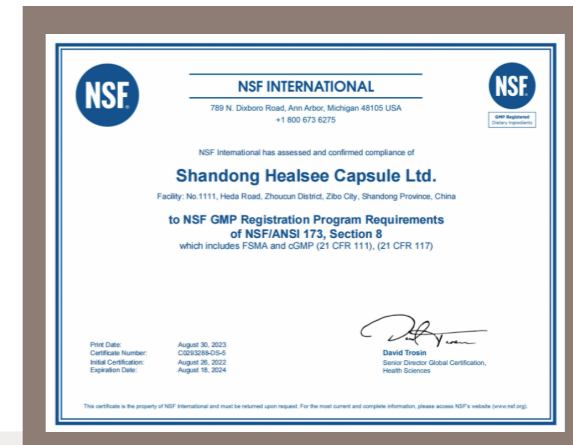 NSF
NSF INTERNATIONAL
NSF
789 N. Dixboro Road, Ann Arbor, Michigan 48105 USA
+1 800 673 6275
GMP Registered
Dietary Ingredients
NSF International has assessed and confirmed compliance of
Shandong Healsee Capsule Ltd.
Facility: No.1111, Heda Road, Zhoucun District, Zibo City, Shandong Province, China
to NSF GMP Registration Program Requirements
of NSF/ANSI 173, Section 8
which includes FSMA and cGMP (21 CFR 111), (21 CFR 117)
Print Date: August 30, 2023
Certificate Number: C0293288-DS-5
Initial Certification: August 26, 2022
Expiration Date: August 18, 2024
David Trosin
Senior Director Global Certification,
Health Sciences
This certificate is the property of NSF International and must be returned upon request. For the most current and complete information, please access NSF's website (www.nsf.org).